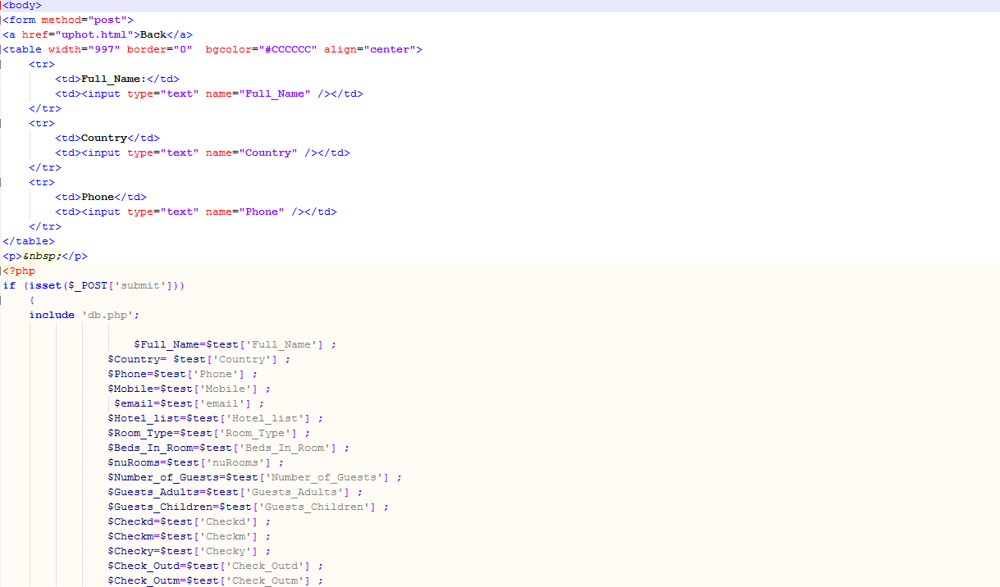 <body>
<form method="post">
<a href="uphot.html">Back</a>
<table width="997" border="0"  bgcolor="#CCCCCC" align="center">
    <tr>
        <td>Full_Name:</td>
        <td><input type="text" name="Full_Name" /></td>
    </tr>
    <tr>
        <td>Country</td>
        <td><input type="text" name="Country" /></td>
    </tr>
    <tr>
        <td>Phone</td>
        <td><input type="text" name="Phone" /></td>
    </tr>
</table>
<p>&nbsp;</p>
<?php
if (isset($_POST['submit']))
    {
    include 'db.php';
                    $Full_Name=$test['Full_Name'] ;
                $Country= $test['Country'] ;
                $Phone=$test['Phone'] ;
                $Mobile=$test['Mobile'] ;
                 $email=$test['email'] ;
                $Hotel_list=$test['Hotel_list'] ;
                $Room_Type=$test['Room_Type'] ;
                $Beds_In_Room=$test['Beds_In_Room'] ;
                $nuRooms=$test['nuRooms'] ;
                $Number_of_Guests=$test['Number_of_Guests'] ;
                $Guests_Adults=$test['Guests_Adults'] ;
                $Guests_Children=$test['Guests_Children'] ;
                $Checkd=$test['Checkd'] ;
                $Checkm=$test['Checkm'] ;
                $Checky=$test['Checky'] ;
                $Check_Outd=$test['Check_Outd'] ;
                $Check_Outm=$test['Check_Outm'] ;